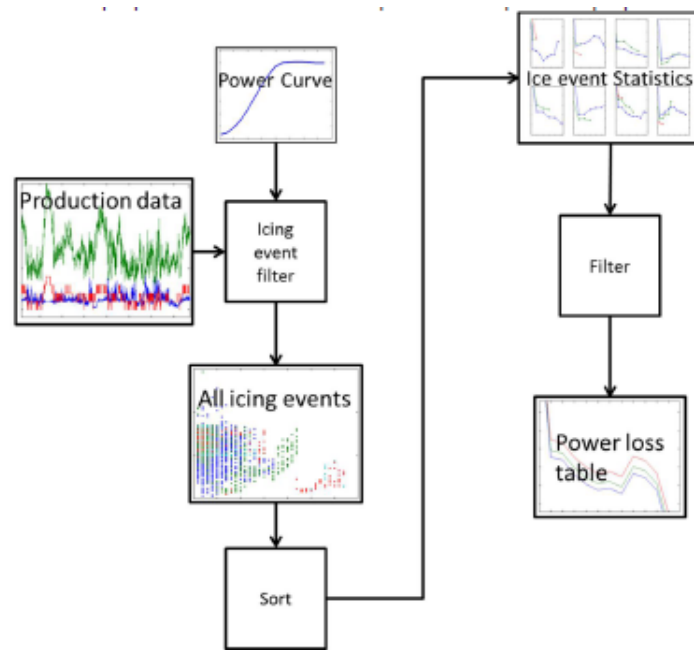 Power Curve
Production data
Icing
event
filter
All icing events
Sort
Ice event Statistics
Filter
Power loss
table